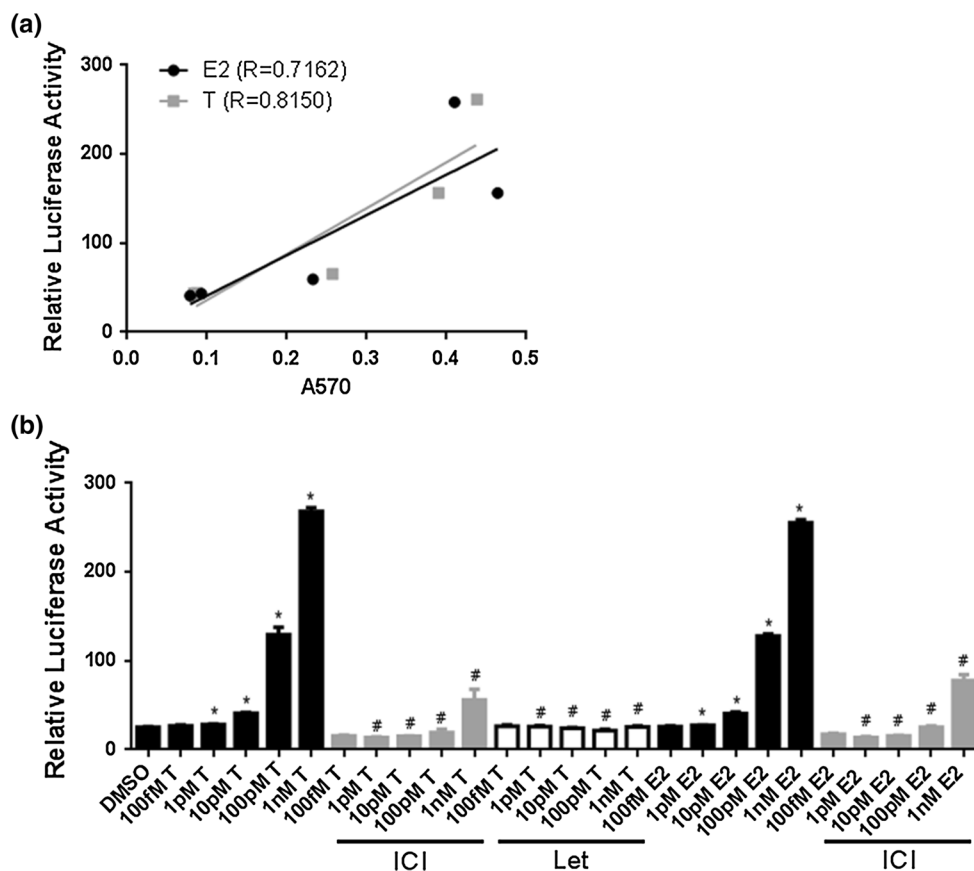 (a)
300
200
100
0
Relative Luciferase Activity
E2 (R=0.7162)
T (R=0.8150)
0.0 0.1 0.2 0.3 0.4 0.5
A570
(b)
300
200
100
0
Relative Luciferase Activity
* * * * * # # # # # # # # * * * * # # # #
DMSO
100fM T
1pM T
10pM T
100pM T
1nM T
100fM T
1pM T
10pM T
100pM T
1nM T
100fM T
1pM T
10pM T
100pM T
1nM T
100fM E2
1pM E2
10pM E2
100pM E2
1nM E2
100fM E2
1pM E2
10pM E2
100pM E2
1nM E2
ICI Let ICI